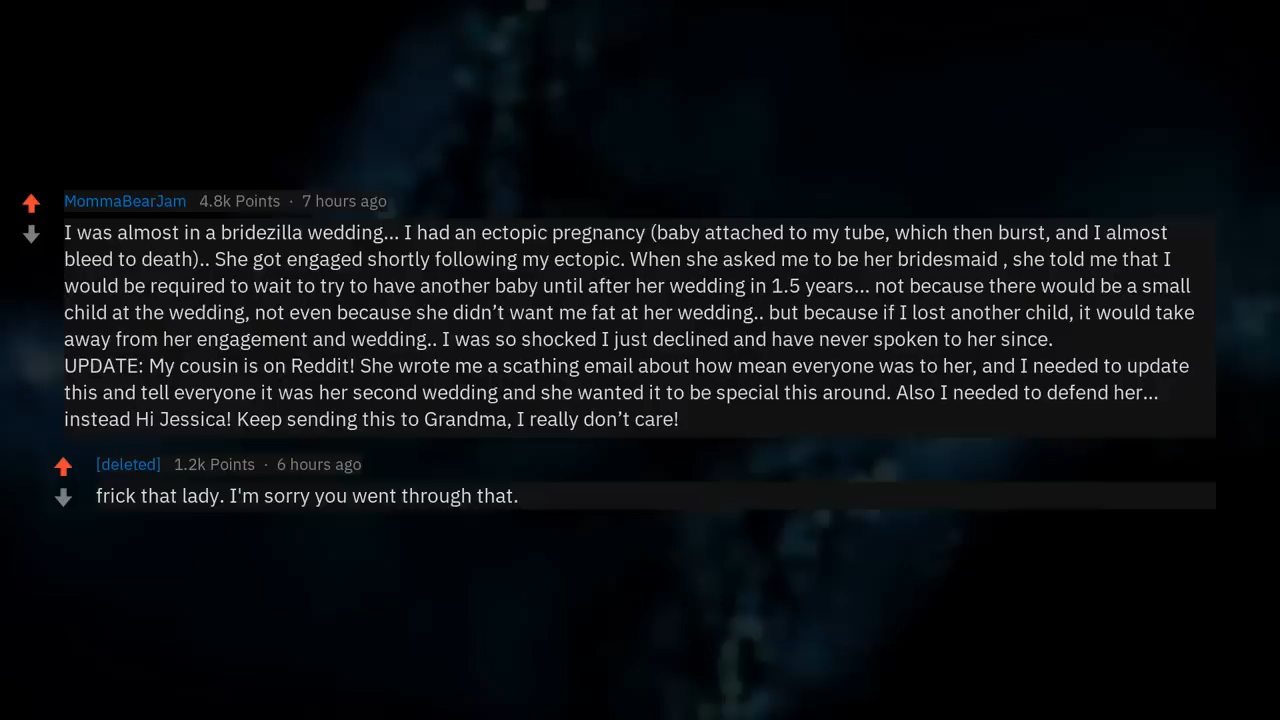 MommaBearJam 4.8k Points · 7 hours ago
I was almost in a bridezilla wedding... I had an ectopic pregnancy (baby attached to my tube, which then burst, and I almost
bleed to death).. She got engaged shortly following my ectopic. When she asked me to be her bridesmaid , she told me that I
would be required to wait to try to have another baby until after her wedding in 1.5 years... not because there would be a small
child at the wedding, not even because she didn’t want me fat at her wedding.. but because if I lost another child, it would take
away from her engagement and wedding.. I was so shocked I just declined and have never spoken to her since.
UPDATE: My cousin is on Reddit! She wrote me a scathing email about how mean everyone was to her, and I needed to update
this and tell everyone it was her second wedding and she wanted it to be special this around. Also I needed to defend her...
instead Hi Jessica! Keep sending this to Grandma, I really don’t care!
[deleted] 1.2k Points · 6 hours ago
frick that lady. I'm sorry you went through that.